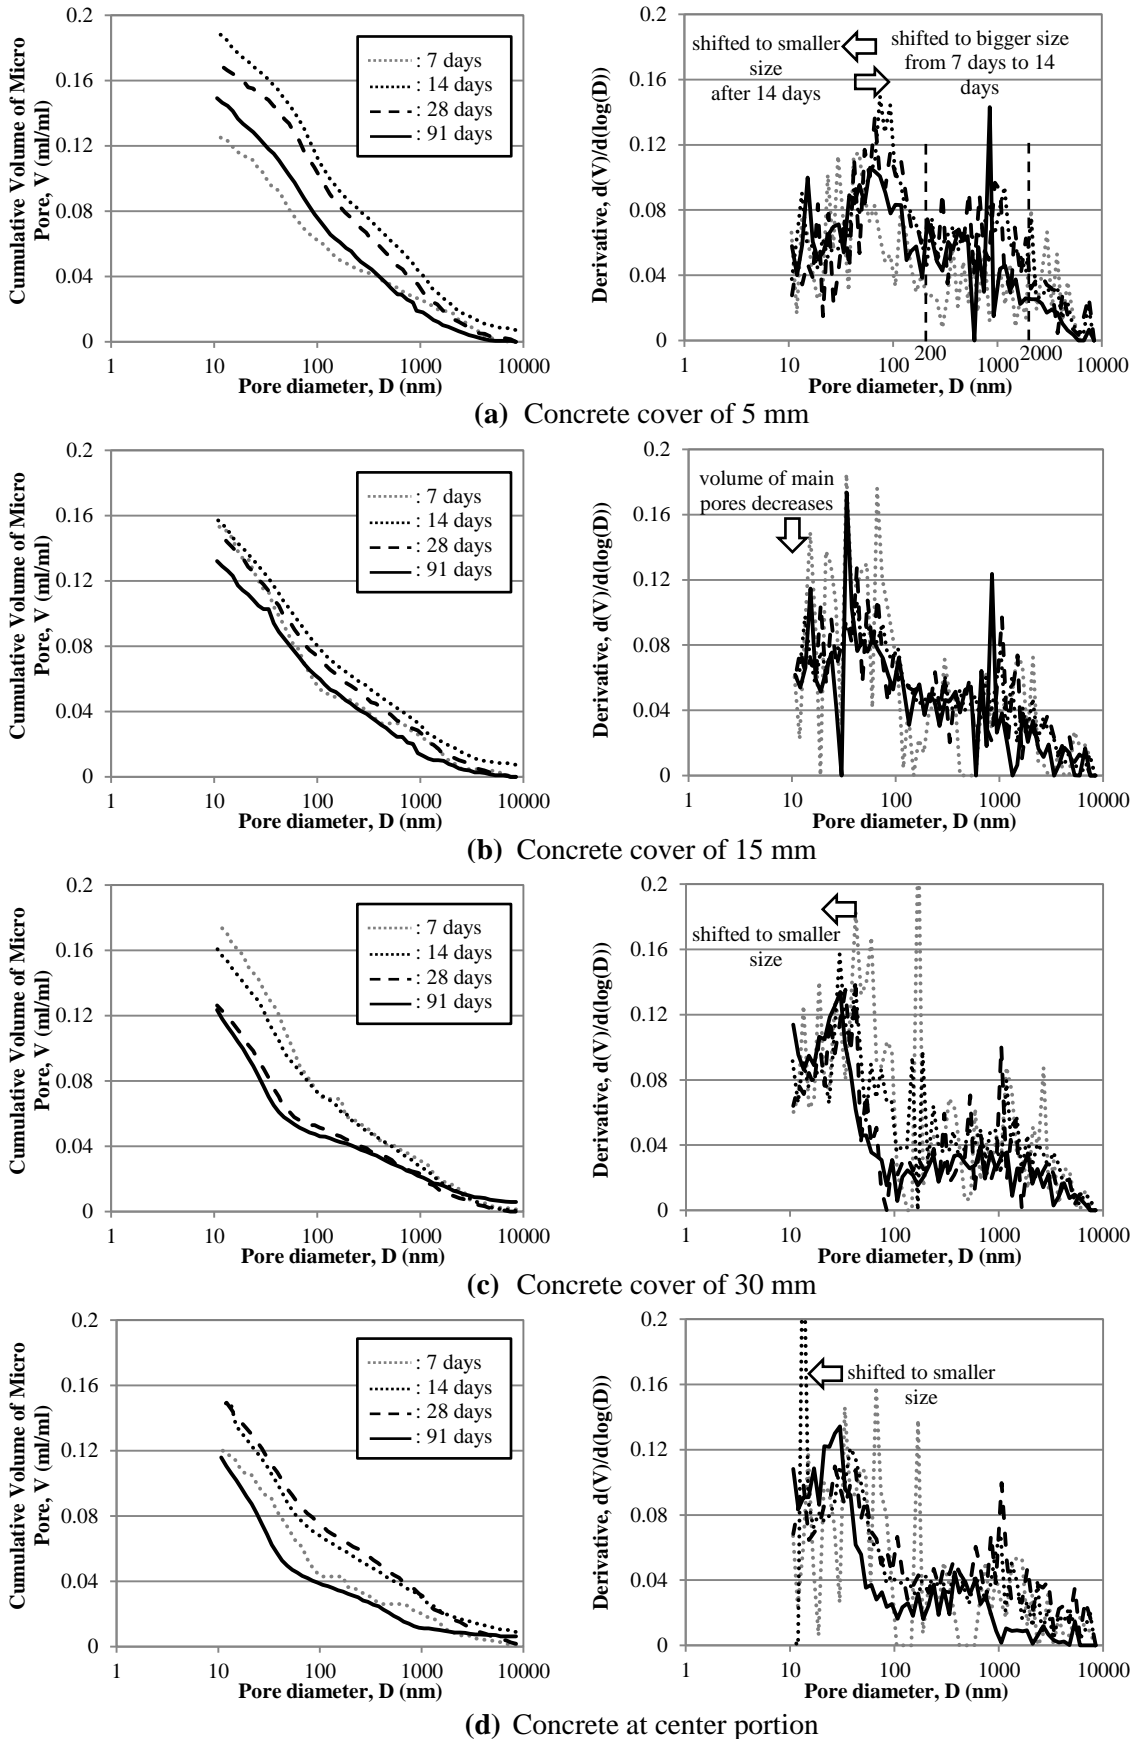 Cumulative Volume of Micro
Pore, V (ml/ml)
0.2
0.16
0.12
0.08
0.04
0
1
10
100
1000
10000
Pore diameter, D (nm)
: 7 days
: 14 days
: 28 days
: 91 days
Derivative, d(V)/d(log(D))
0.2
0.16
0.12
0.08
0.04
0
1
10
100
1000
10000
200
2000
Pore diameter, D (nm)
shifted to smaller
size
after 14 days
shifted to bigger size
from 7 days to 14
days
(a) Concrete cover of 5 mm
Cumulative Volume of Micro
Pore, V (ml/ml)
0.2
0.16
0.12
0.08
0.04
0
1
10
100
1000
10000
Pore diameter, D (nm)
: 7 days
: 14 days
: 28 days
: 91 days
Derivative, d(V)/d(log(D))
0.2
0.16
0.12
0.08
0.04
0
1
10
100
1000
10000
Pore diameter, D (nm)
volume of main
pores decreases
(b) Concrete cover of 15 mm
Cumulative Volume of Micro
Pore, V (ml/ml)
0.2
0.16
0.12
0.08
0.04
0
1
10
100
1000
10000
Pore diameter, D (nm)
: 7 days
: 14 days
: 28 days
: 91 days
Derivative, d(V)/d(log(D))
0.2
0.16
0.12
0.08
0.04
0
1
10
100
1000
10000
Pore diameter, D (nm)
shifted to smaller
size
(c) Concrete cover of 30 mm
Cumulative Volume of Micro
Pore, V (ml/ml)
0.2
0.16
0.12
0.08
0.04
0
1
10
100
1000
10000
Pore diameter, D (nm)
: 7 days
: 14 days
: 28 days
: 91 days
Derivative, d(V)/d(log(D))
0.2
0.16
0.12
0.08
0.04
0
1
10
100
1000
10000
Pore diameter, D (nm)
shifted to smaller
size
(d) Concrete at center portion